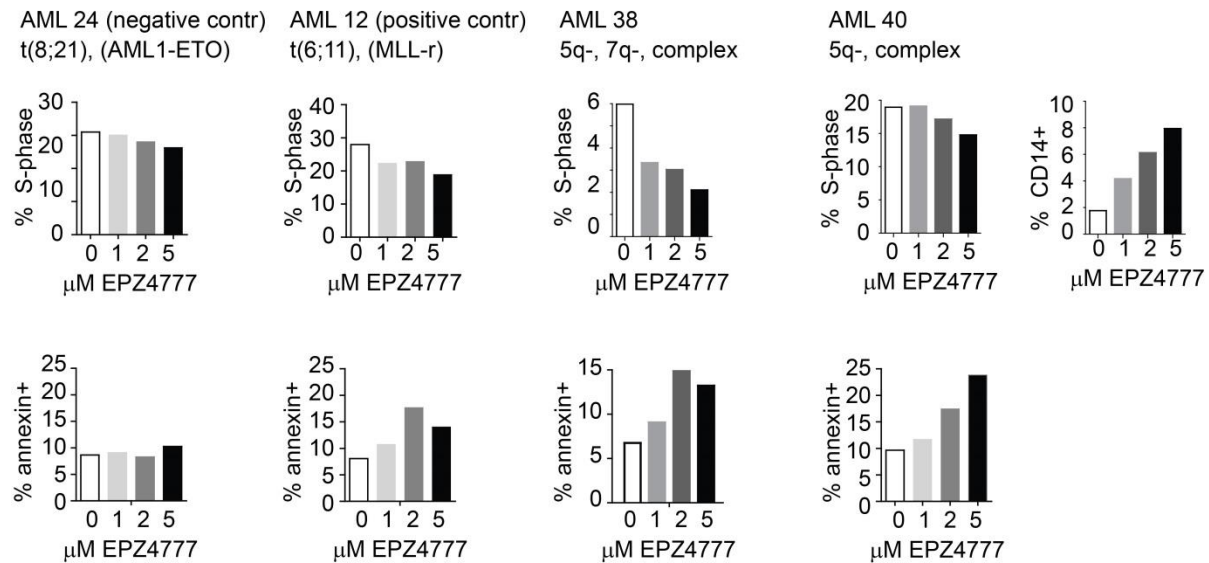 AML 24 (negative contr)
t(8;21), (AML1-ETO)
AML 12 (positive contr)
t(6;11), (MLL-r)
AML 38
5q-, 7q-, complex
AML 40
5q-, complex
% S-phase
30
20
10
0
0 1 2 5
μM EPZ4777
% S-phase
40
30
20
10
0
0 1 2 5
μM EPZ4777
% S-phase
6
4
2
0
0 1 2 5
μM EPZ4777
% S-phase
20
15
10
5
0
0 1 2 5
μM EPZ4777
% CD14+
10
8
6
4
2
0
0 1 2 5
μM EPZ4777
% annexin+
25
20
15
10
5
0
0 1 2 5
μM EPZ4777
% annexin+
25
20
15
10
5
0
0 1 2 5
μM EPZ4777
% annexin+
15
10
5
0
0 1 2 5
μM EPZ4777
% annexin+
25
20
15
10
5
0
0 1 2 5
μM EPZ4777